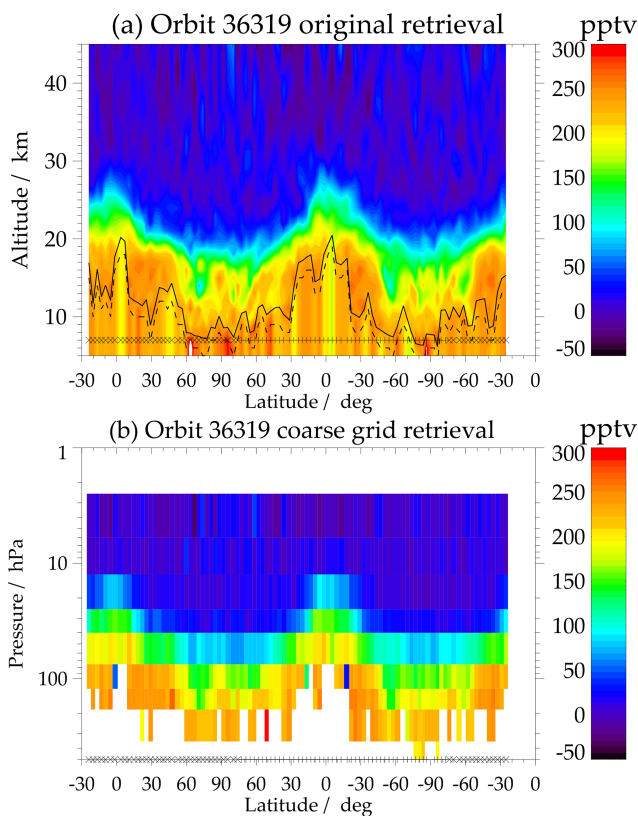 (a) Orbit 36319 original retrieval
pptv
Altitude / km
40
30
20
10
300
250
200
150
100
50
0
-50
-30 0 30 60 90 60 30 0 -30 -60 -90 -60 -30 0
Latitude / deg
(b) Orbit 36319 coarse grid retrieval
pptv
Pressure / hPa
1
10
100
300
250
200
150
100
50
0
-50
-30 0 30 60 90 60 30 0 -30 -60 -90 -60 -30 0
Latitude / deg